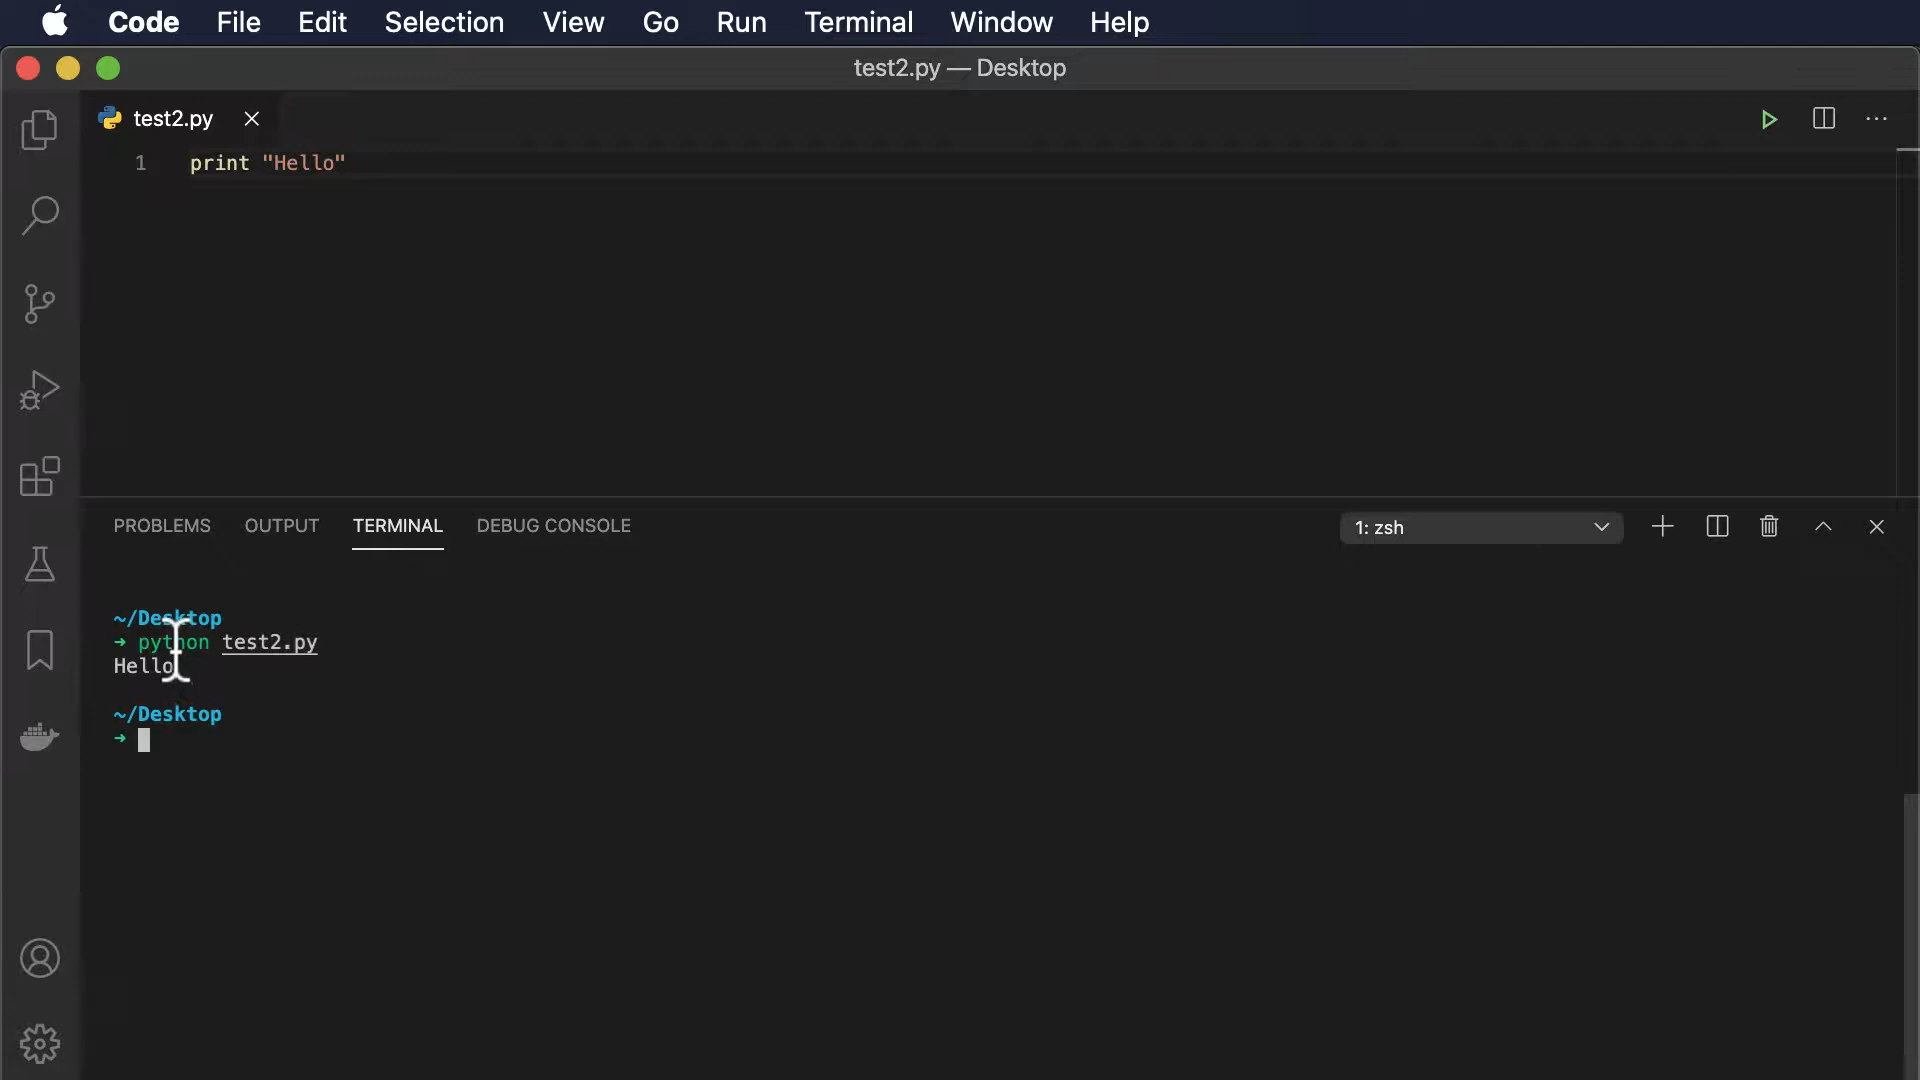 Code File Edit Selection View Go Run Terminal Window Help
test2.py — Desktop
test2.py
1 print "Hello"
PROBLEMS OUTPUT TERMINAL DEBUG CONSOLE 1: zsh
~/Desktop
→ python test2.py
Hello
~/Desktop
→